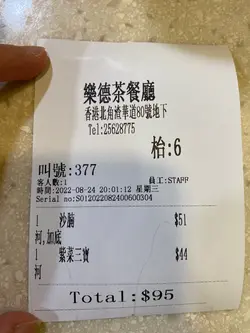 樂德茶餐廳
香港北角渣華道80號地下
Tel:25628775
枱:6
叫號:377
客人數:1 員工:STAFF
時間:2022-08-24 20:01:12 星期三
Serial no:S012022082400600304
1 沙腩 $51
河,加底
1 紫菜三寶 $44
河
Total:$95